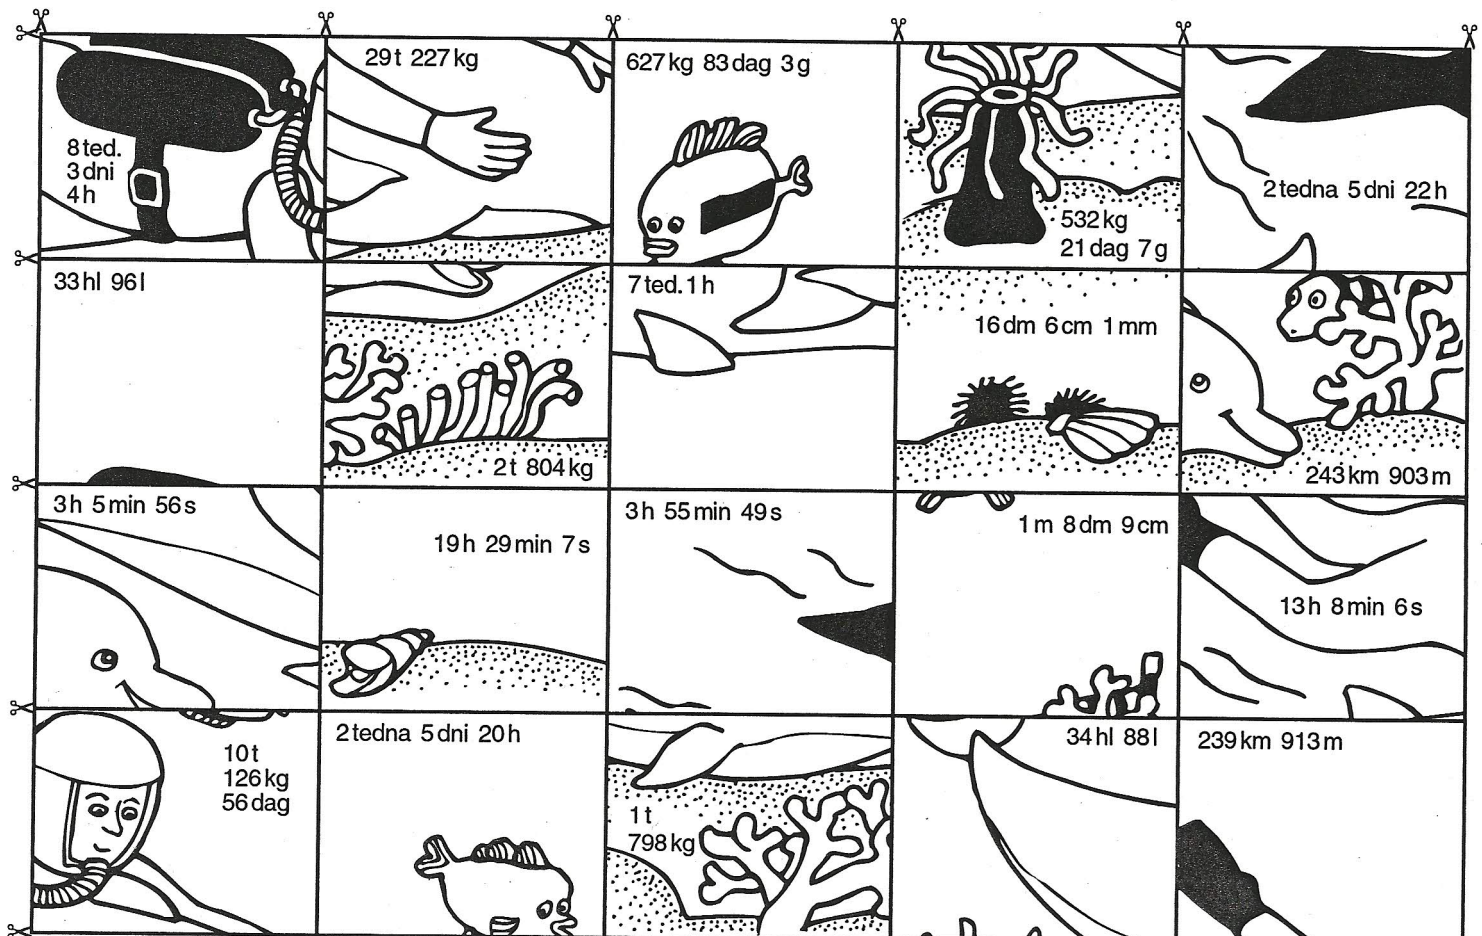 8 ted.
3 dni
4 h
29 t 227 kg
627 kg 83 dag 3 g
532 kg
21 dag 7 g
2 tedna 5 dni 22 h
33 hl 96 l
2 t 804 kg
7 ted. 1 h
16 dm 6 cm 1 mm
243 km 903 m
3 h 5 min 56 s
19 h 29 min 7 s
3 h 55 min 49 s
1 m 8 dm 9 cm
13 h 8 min 6 s
10 t
126 kg
56 dag
2 tedna 5 dni 20 h
1 t
798 kg
34 hl 88 l
239 km 913 m